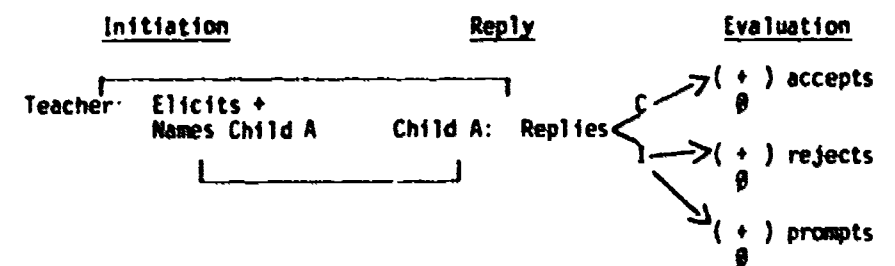 Initiation Reply Evaluation
( + ) accepts
Teacher: Elicits + C ø
Names Child A Child A: Replies
I ( + ) rejects
ø
( + ) prompts
ø